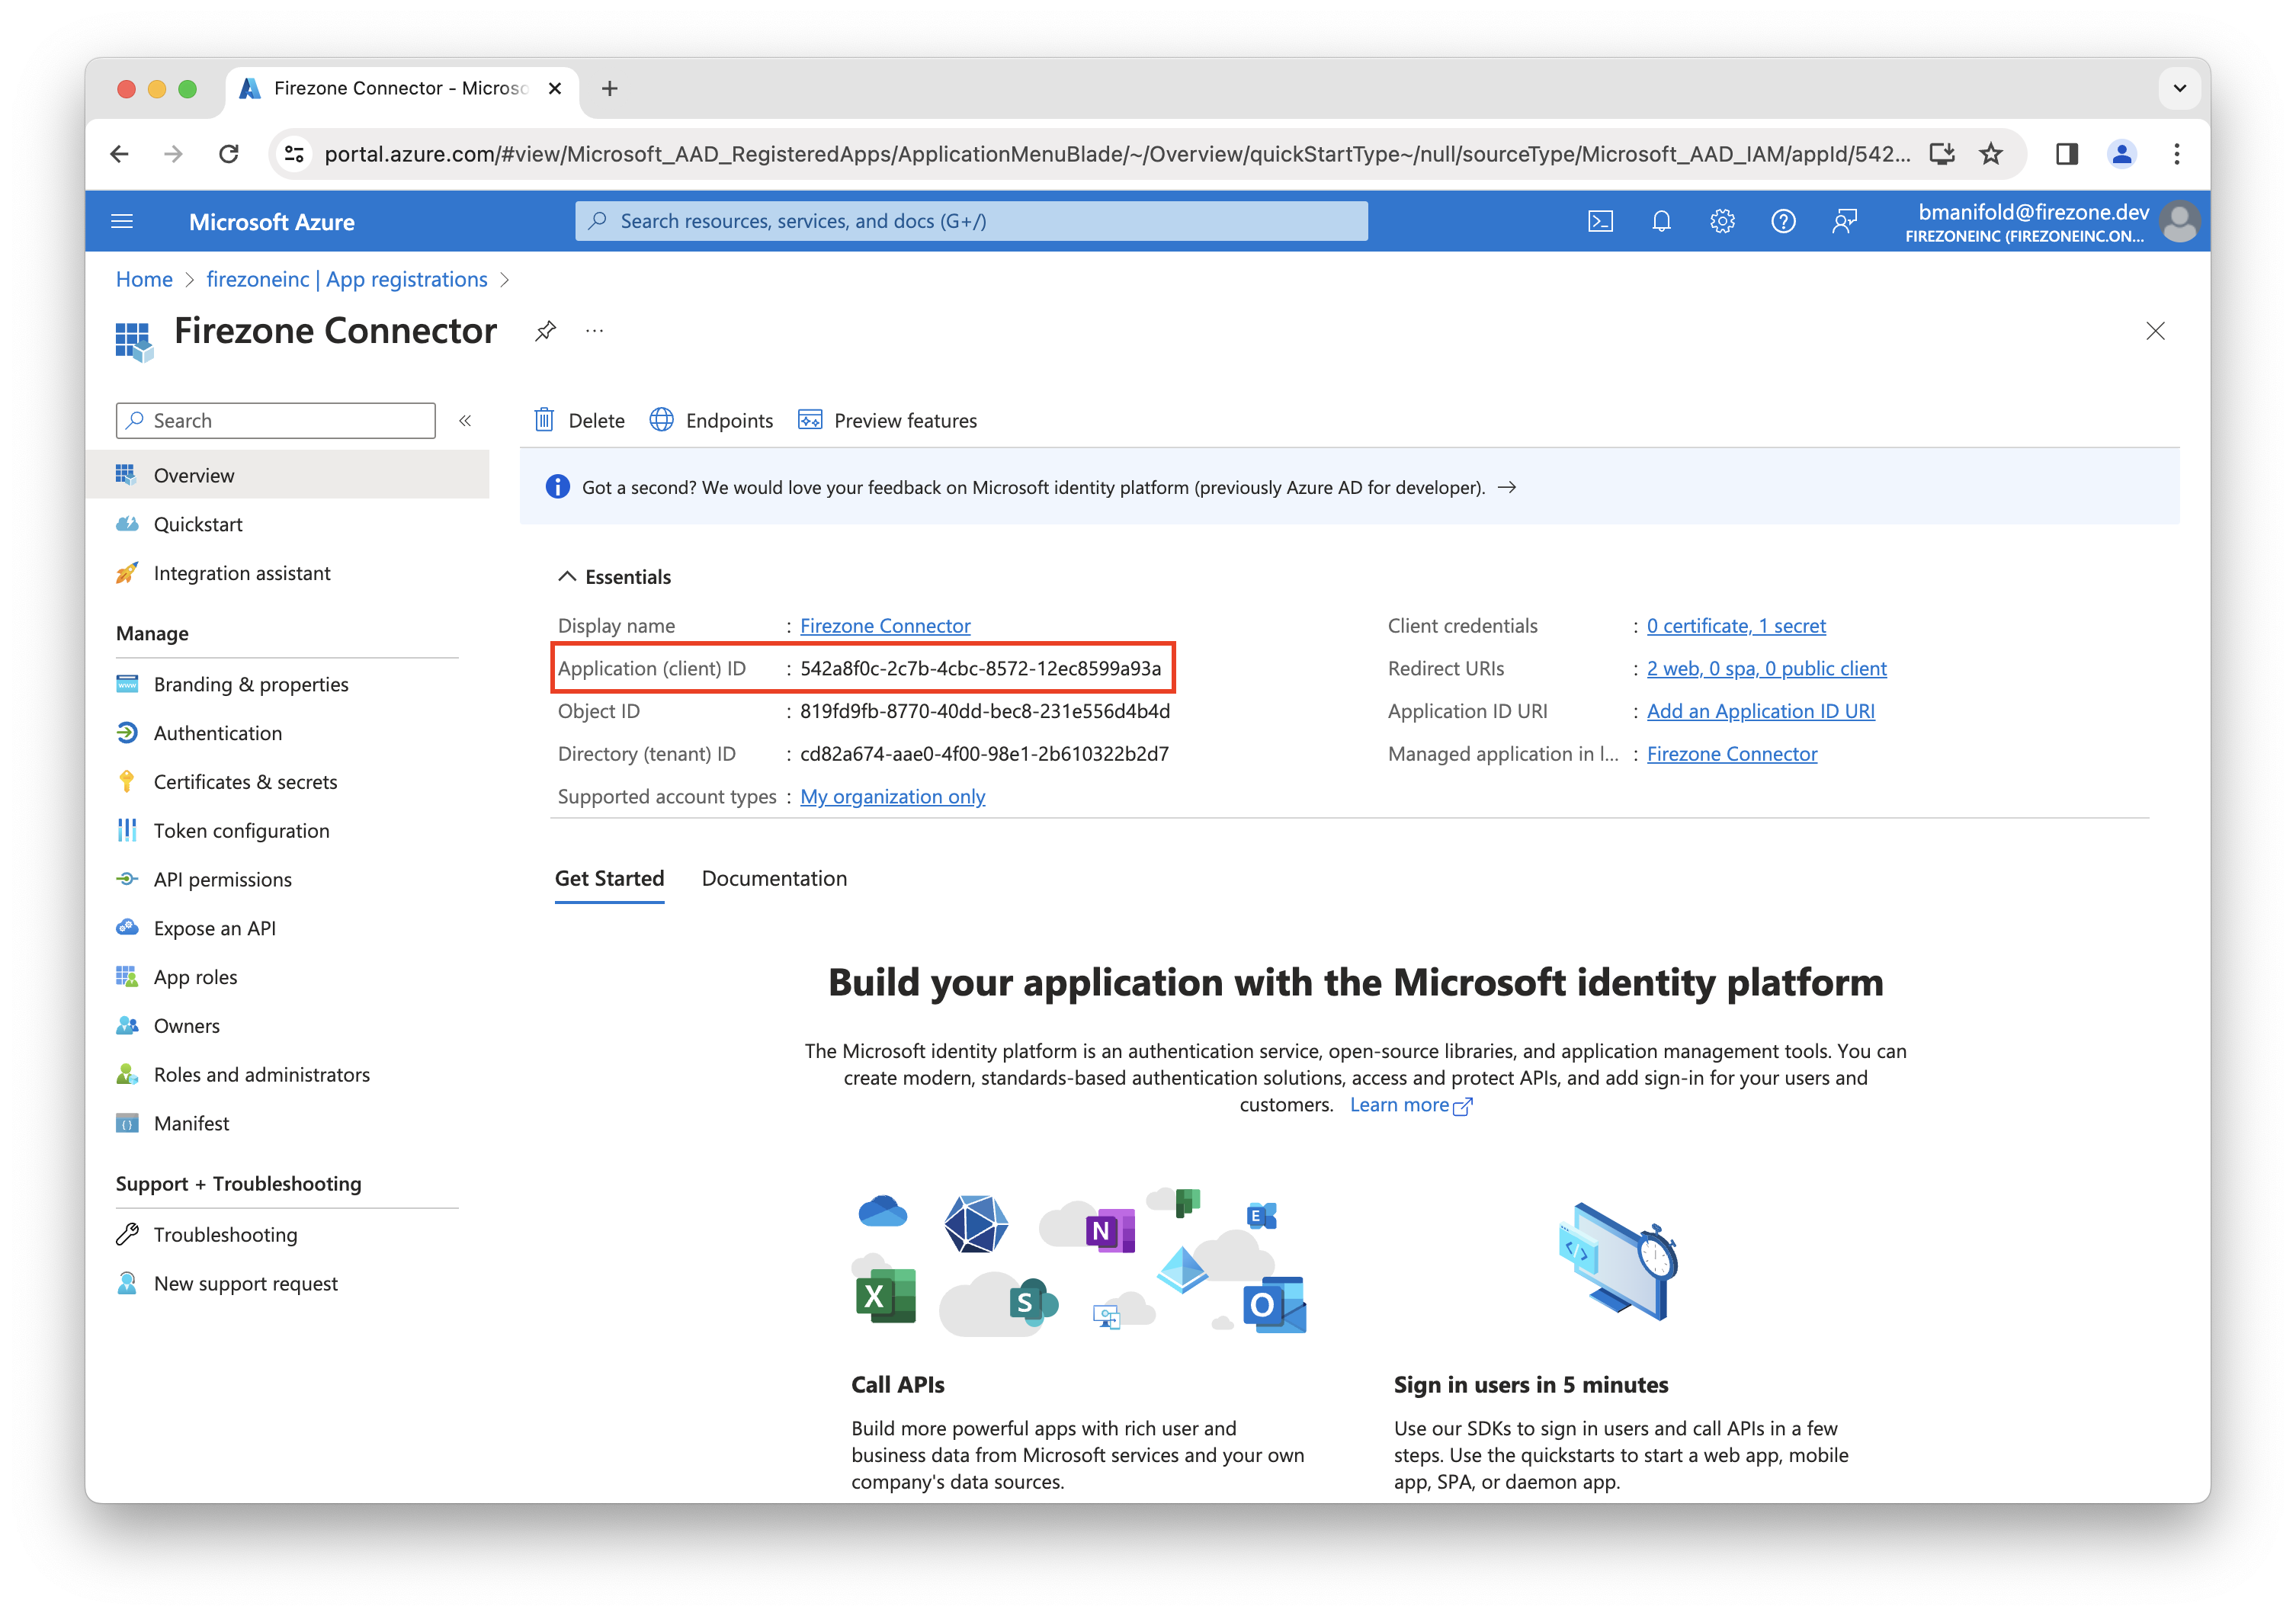 Firezone Connector - Microso
portal.azure.com/#view/Microsoft_AAD_RegisteredApps/ApplicationMenuBlade/~/Overview/quickStartType~/null/sourceType/Microsoft_AAD_IAM/appId/542...
Microsoft Azure
Search resources, services, and docs (G+/)
bmanifold@firezone.dev
FIREZONEINC (FIREZONEINC.ON...
Home > firezoneinc | App registrations >
Firezone Connector
...
Search
«
Delete
Endpoints
Preview features
Overview
Quickstart
Integration assistant
Manage
Branding & properties
Authentication
Certificates & secrets
Token configuration
API permissions
Expose an API
App roles
Owners
Roles and administrators
Manifest
Support + Troubleshooting
Troubleshooting
New support request
Got a second? We would love your feedback on Microsoft identity platform (previously Azure AD for developer). →
Essentials
Display name : Firezone Connector
Application (client) ID : 542a8f0c-2c7b-4cbc-8572-12ec8599a93a
Object ID : 819fd9fb-8770-40dd-bec8-231e556d4b4d
Directory (tenant) ID : cd82a674-aae0-4f00-98e1-2b610322b2d7
Supported account types : My organization only
Client credentials : 0 certificate, 1 secret
Redirect URIs : 2 web, 0 spa, 0 public client
Application ID URI : Add an Application ID URI
Managed application in l... : Firezone Connector
Get Started
Documentation
Build your application with the Microsoft identity platform
The Microsoft identity platform is an authentication service, open-source libraries, and application management tools. You can
create modern, standards-based authentication solutions, access and protect APIs, and add sign-in for your users and
customers. Learn more
N
E
X
S
O
Call APIs
Build more powerful apps with rich user and
business data from Microsoft services and your own
company's data sources.
Sign in users in 5 minutes
Use our SDKs to sign in users and call APIs in a few
steps. Use the quickstarts to start a web app, mobile
app, SPA, or daemon app.